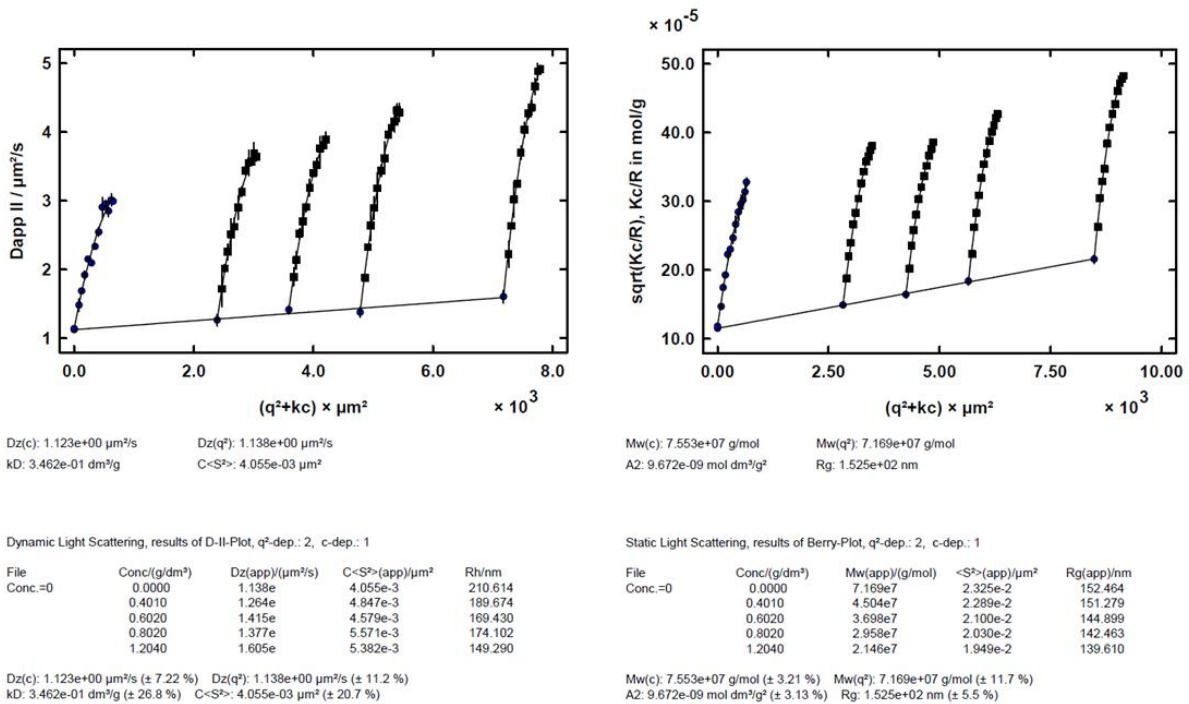 × 10⁻⁵
5
4
3
2
1
Dapp II / µm²/s
0.0 2.0 4.0 6.0 8.0
(q²+kc) × µm² × 10³
50.0
40.0
30.0
20.0
10.0
sqrt(Kc/R), Kc/R in mol/g
0.00 2.50 5.00 7.50 10.00
(q²+kc) × µm² × 10³
Dz(c): 1.123e+00 µm²/s Dz(q²): 1.138e+00 µm²/s
kD: 3.462e-01 dm³/g C<S²>: 4.055e-03 µm²
Mw(c): 7.553e+07 g/mol Mw(q²): 7.169e+07 g/mol
A2: 9.672e-09 mol dm³/g² Rg: 1.525e+02 nm
Dynamic Light Scattering, results of D-II-Plot, q²-dep.: 2, c-dep.: 1
File Conc/(g/dm³) Dz(app)/(µm²/s) C<S²>(app)/µm² Rh/nm
Conc.=0 0.0000 1.138e 4.055e-3 210.614
0.4010 1.264e 4.847e-3 189.674
0.6020 1.415e 4.579e-3 169.430
0.8020 1.377e 5.571e-3 174.102
1.2040 1.605e 5.382e-3 149.290
Dz(c): 1.123e+00 µm²/s (± 7.22 %) Dz(q²): 1.138e+00 µm²/s (± 11.2 %)
kD: 3.462e-01 dm³/g (± 26.8 %) C<S²>: 4.055e-03 µm² (± 20.7 %)
Static Light Scattering, results of Berry-Plot, q²-dep.: 2, c-dep.: 1
File Conc/(g/dm³) Mw(app)/(g/mol) <S²>(app)/µm² Rg(app)/nm
Conc.=0 0.0000 7.169e7 2.325e-2 152.464
0.4010 4.504e7 2.289e-2 151.279
0.6020 3.698e7 2.100e-2 144.899
0.8020 2.958e7 2.030e-2 142.463
1.2040 2.146e7 1.949e-2 139.610
Mw(c): 7.553e+07 g/mol (± 3.21 %) Mw(q²): 7.169e+07 g/mol (± 11.7 %)
A2: 9.672e-09 mol dm³/g² (± 3.13 %) Rg: 1.525e+02 nm (± 5.5 %)